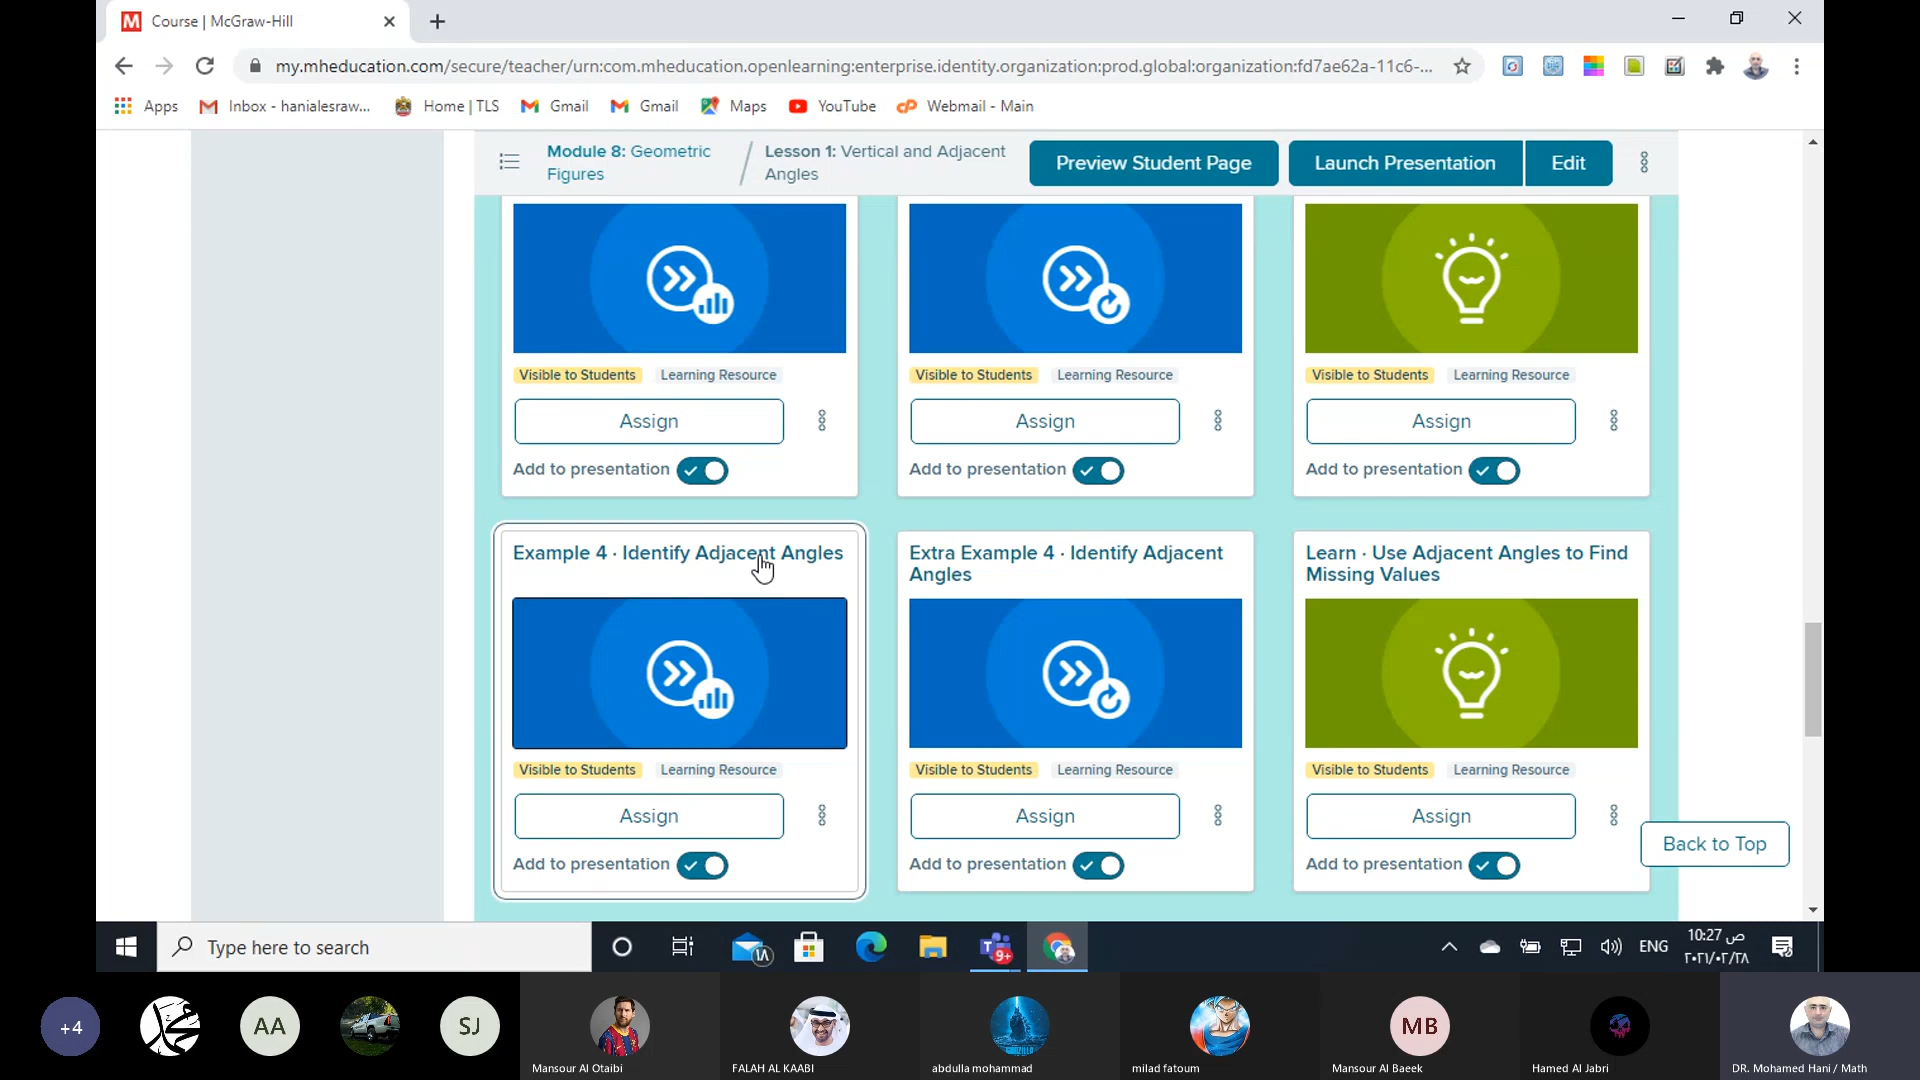 Course | McGraw-Hill
my.mheducation.com/secure/teacher/urn:com.mheducation.openlearning:enterprise.identity.organization:prod.global:organization:fd7ae62a-11c6-...
Apps
Inbox - hanialesraw...
Home | TLS
Gmail
Gmail
Maps
YouTube
Webmail - Main
Module 8: Geometric
Figures
Lesson 1: Vertical and Adjacent
Angles
Preview Student Page
Launch Presentation
Edit
Visible to Students
Learning Resource
Visible to Students
Learning Resource
Visible to Students
Learning Resource
Assign
Assign
Assign
Add to presentation
Add to presentation
Add to presentation
Example 4 · Identify Adjacent Angles
Extra Example 4 · Identify Adjacent
Angles
Learn · Use Adjacent Angles to Find
Missing Values
Visible to Students
Learning Resource
Visible to Students
Learning Resource
Visible to Students
Learning Resource
Assign
Assign
Assign
Back to Top
Add to presentation
Add to presentation
Add to presentation
Type here to search
١٨
9+
ENG
10:27 ص
٢٠٢١/٠٢/٢٨
+4
AA
SJ
MB
Mansour Al Otaibi
FALAH AL KAABI
abdulla mohammad
milad fatoum
Mansour Al Baeek
Hamed Al Jabri
DR. Mohamed Hani / Math